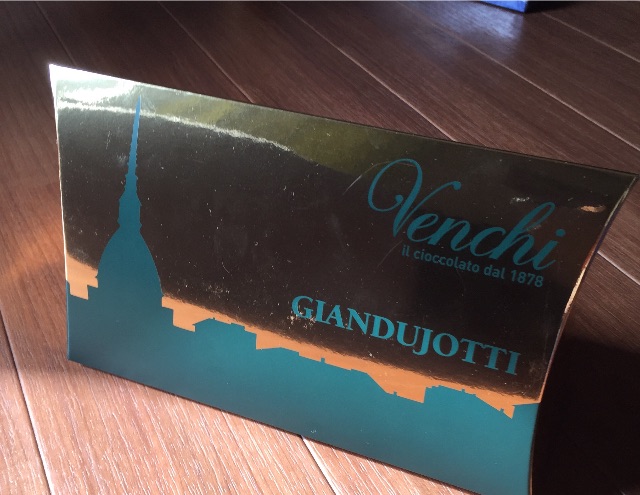 Venchi
il cioccolato dal 1878
GIANDUJOTTI